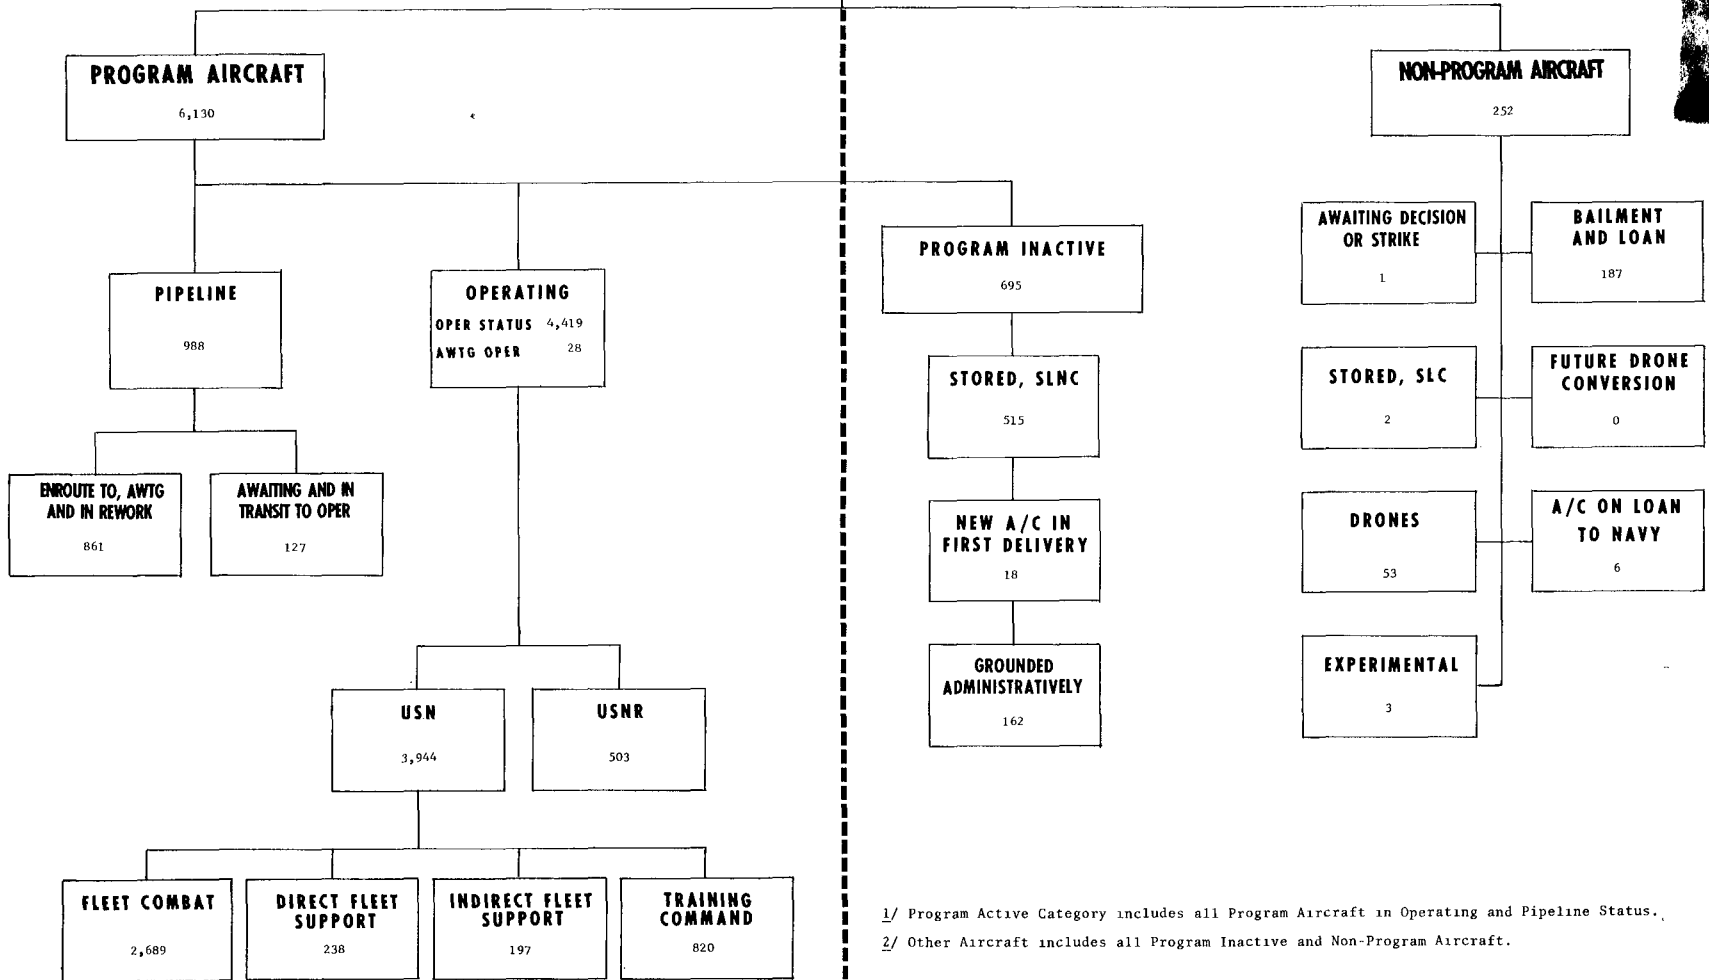 PROGRAM AIRCRAFT
6,130
NON-PROGRAM AIRCRAFT
252
PIPELINE
988
OPERATING
OPER STATUS 4,419
AWTG OPER 28
PROGRAM INACTIVE
695
AWAITING DECISION
OR STRIKE
1
BAILMENT
AND LOAN
187
STORED, SLNC
515
STORED, SLC
2
FUTURE DRONE
CONVERSION
0
ENROUTE TO, AWTG
AND IN REWORK
861
AWAITING AND IN
TRANSIT TO OPER
127
NEW A/C IN
FIRST DELIVERY
18
DRONES
53
A/C ON LOAN
TO NAVY
6
GROUNDED
ADMINISTRATIVELY
162
EXPERIMENTAL
3
USN
3,944
USNR
503
FLEET COMBAT
2,689
DIRECT FLEET
SUPPORT
238
INDIRECT FLEET
SUPPORT
197
TRAINING
COMMAND
820
1/ Program Active Category includes all Program Aircraft in Operating and Pipeline Status.
2/ Other Aircraft includes all Program Inactive and Non-Program Aircraft.